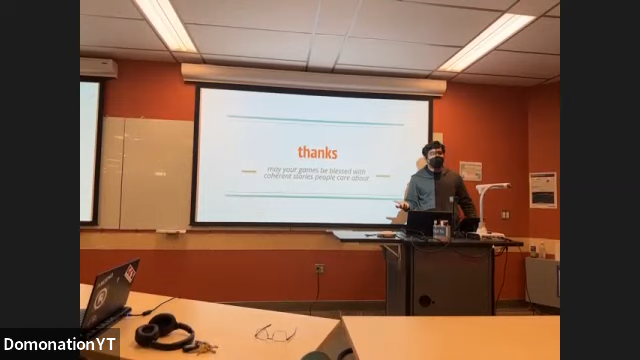 thanks
may your games be blessed with
coherent stories people care about
DomonationYT